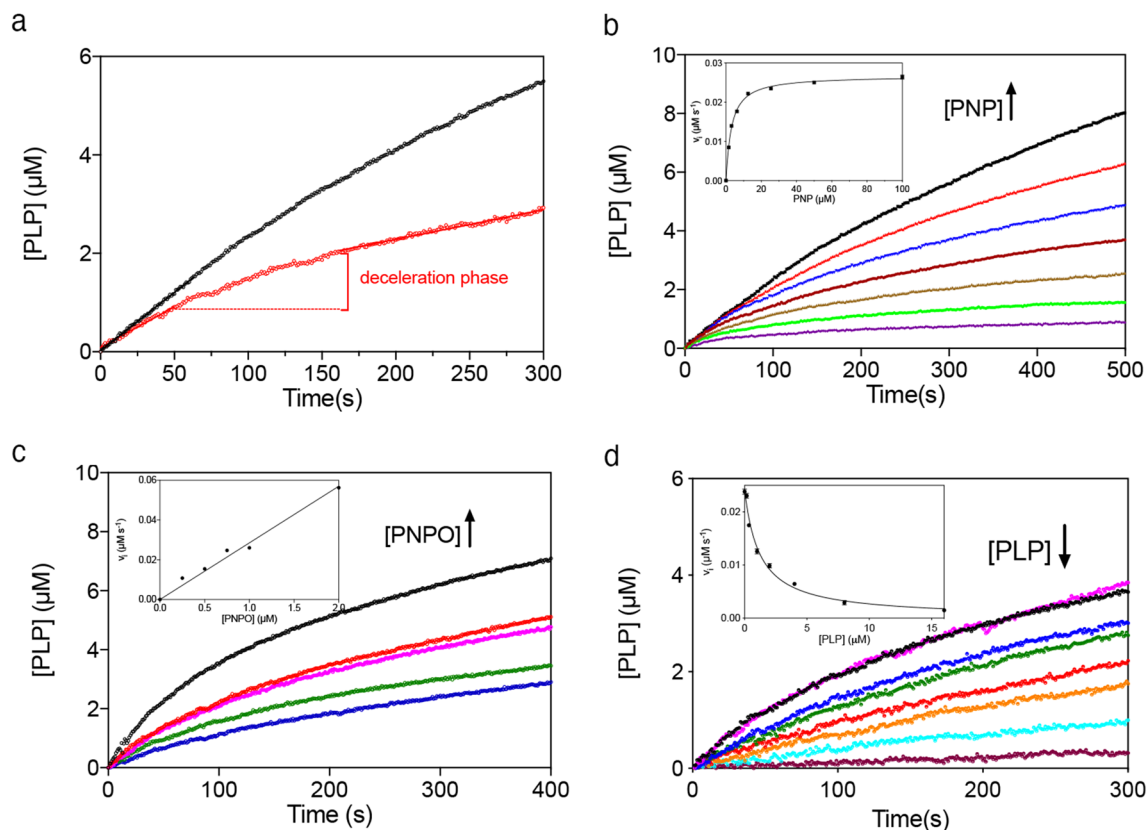 a
6
4
2
0
[PLP] (µM)
deceleration phase
0 50 100 150 200 250 300
Time(s)
b
10
8
6
4
2
0
[PLP] (µM)
0.03
0.02
0.01
0.00
vi (µM s-1)
0 20 40 60 80 100
PNP (µM)
[PNP]
0 100 200 300 400 500
Time(s)
c
10
8
6
4
2
0
[PLP] (µM)
0.06
0.04
0.02
0.00
vi (µM s-1)
0.0 0.5 1.0 1.5 2.0
[PNPO] (µM)
[PNPO]
0 100 200 300 400
Time (s)
d
6
4
2
0
[PLP] (µM)
0.02
0.01
0.00
vi (µM s-1)
0 5 10 15
[PLP] (µM)
[PLP]
0 100 200 300
Time(s)